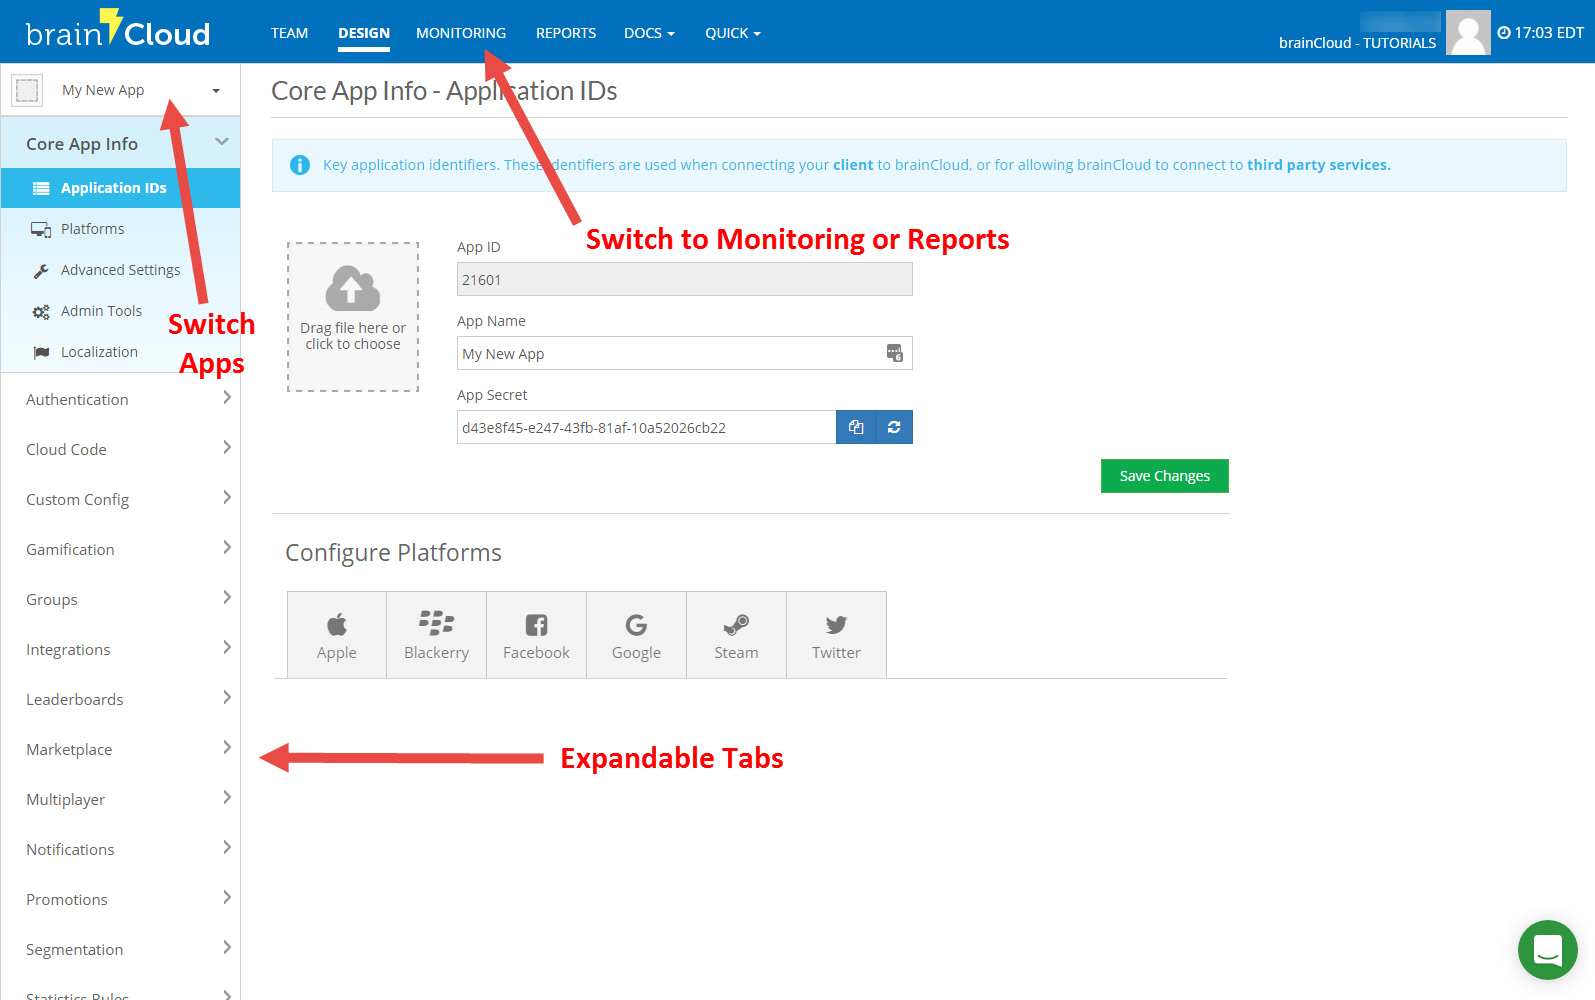 brainCloud
TEAM DESIGN MONITORING REPORTS DOCS QUICK
brainCloud - TUTORIALS
17:03 EDT
My New App
Core App Info
Application IDs
Platforms
Advanced Settings
Admin Tools
Localization
Switch
Apps
Authentication
Cloud Code
Custom Config
Gamification
Groups
Integrations
Leaderboards
Marketplace
Multiplayer
Notifications
Promotions
Segmentation
Statistics Rules
Core App Info - Application IDs
Key application identifiers. These identifiers are used when connecting your client to brainCloud, or for allowing brainCloud to connect to third party services.
Switch to Monitoring or Reports
Drag file here or
click to choose
App ID
21601
App Name
My New App
6
App Secret
d43e8f45-e247-43fb-81af-10a52026cb22
Save Changes
Configure Platforms
Apple Blackerry Facebook Google Steam Twitter
Expandable Tabs